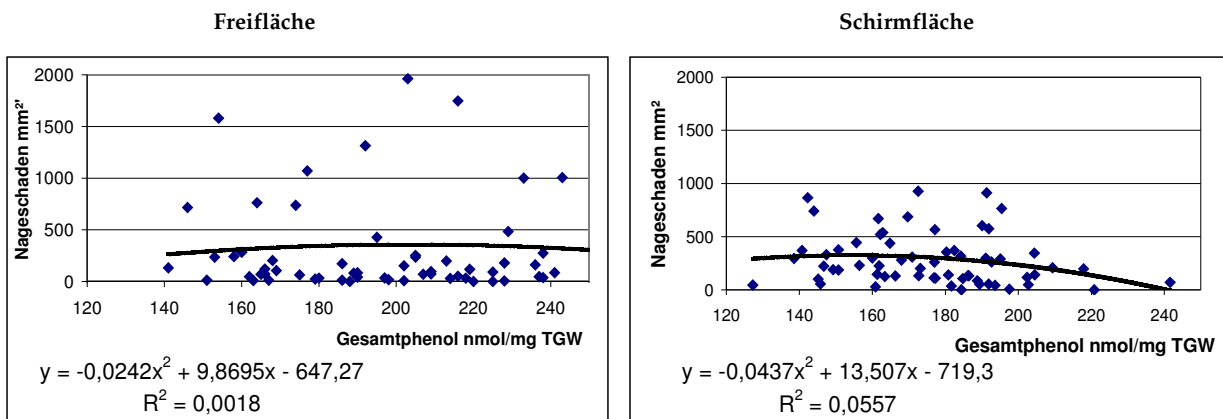 Freifläche
Nageschaden mm²'
2000
1500
1000
500
0
120 140 160 180 200 220 240
Gesamtphenol nmol/mg TGW
y = -0,0242x² + 9,8695x - 647,27
R² = 0,0018
Schirmfläche
Nageschaden mm²
2000
1500
1000
500
0
120 140 160 180 200 220 240
Gesamtphenol nmol/mg TGW
y = -0,0437x² + 13,507x - 719,3
R² = 0,0557